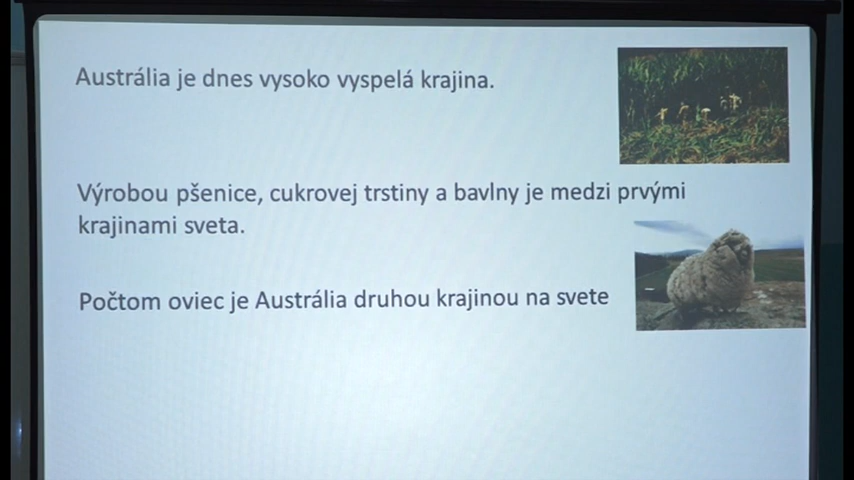 Austrália je dnes vysoko vyspelá krajina.
Výrobou pšenice, cukrovej trstiny a bavlny je medzi prvými
krajinami sveta.
Počtom oviec je Austrália druhou krajinou na svete